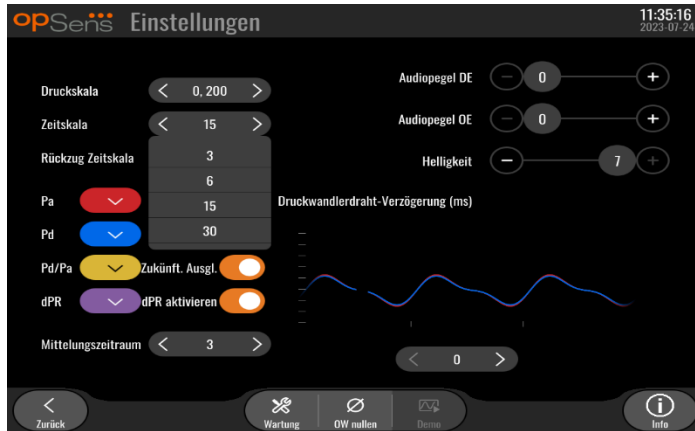 opSens Einstellungen
11:35:16
2023-07-24
Druckskala
0, 200
Zeitskala
15
Rückzug Zeitskala
3
6
15
30
Pa
Pd
Pd/Pa
Zukünft. Ausgl.
dPR
dPR aktivieren
Mittelungszeitraum
3
Audiopegel DE
0
Audiopegel OE
0
Helligkeit
7
Druckwandlerdraht-Verzögerung (ms)
0
Zurück
Wartung
OW nullen
Demo
Info